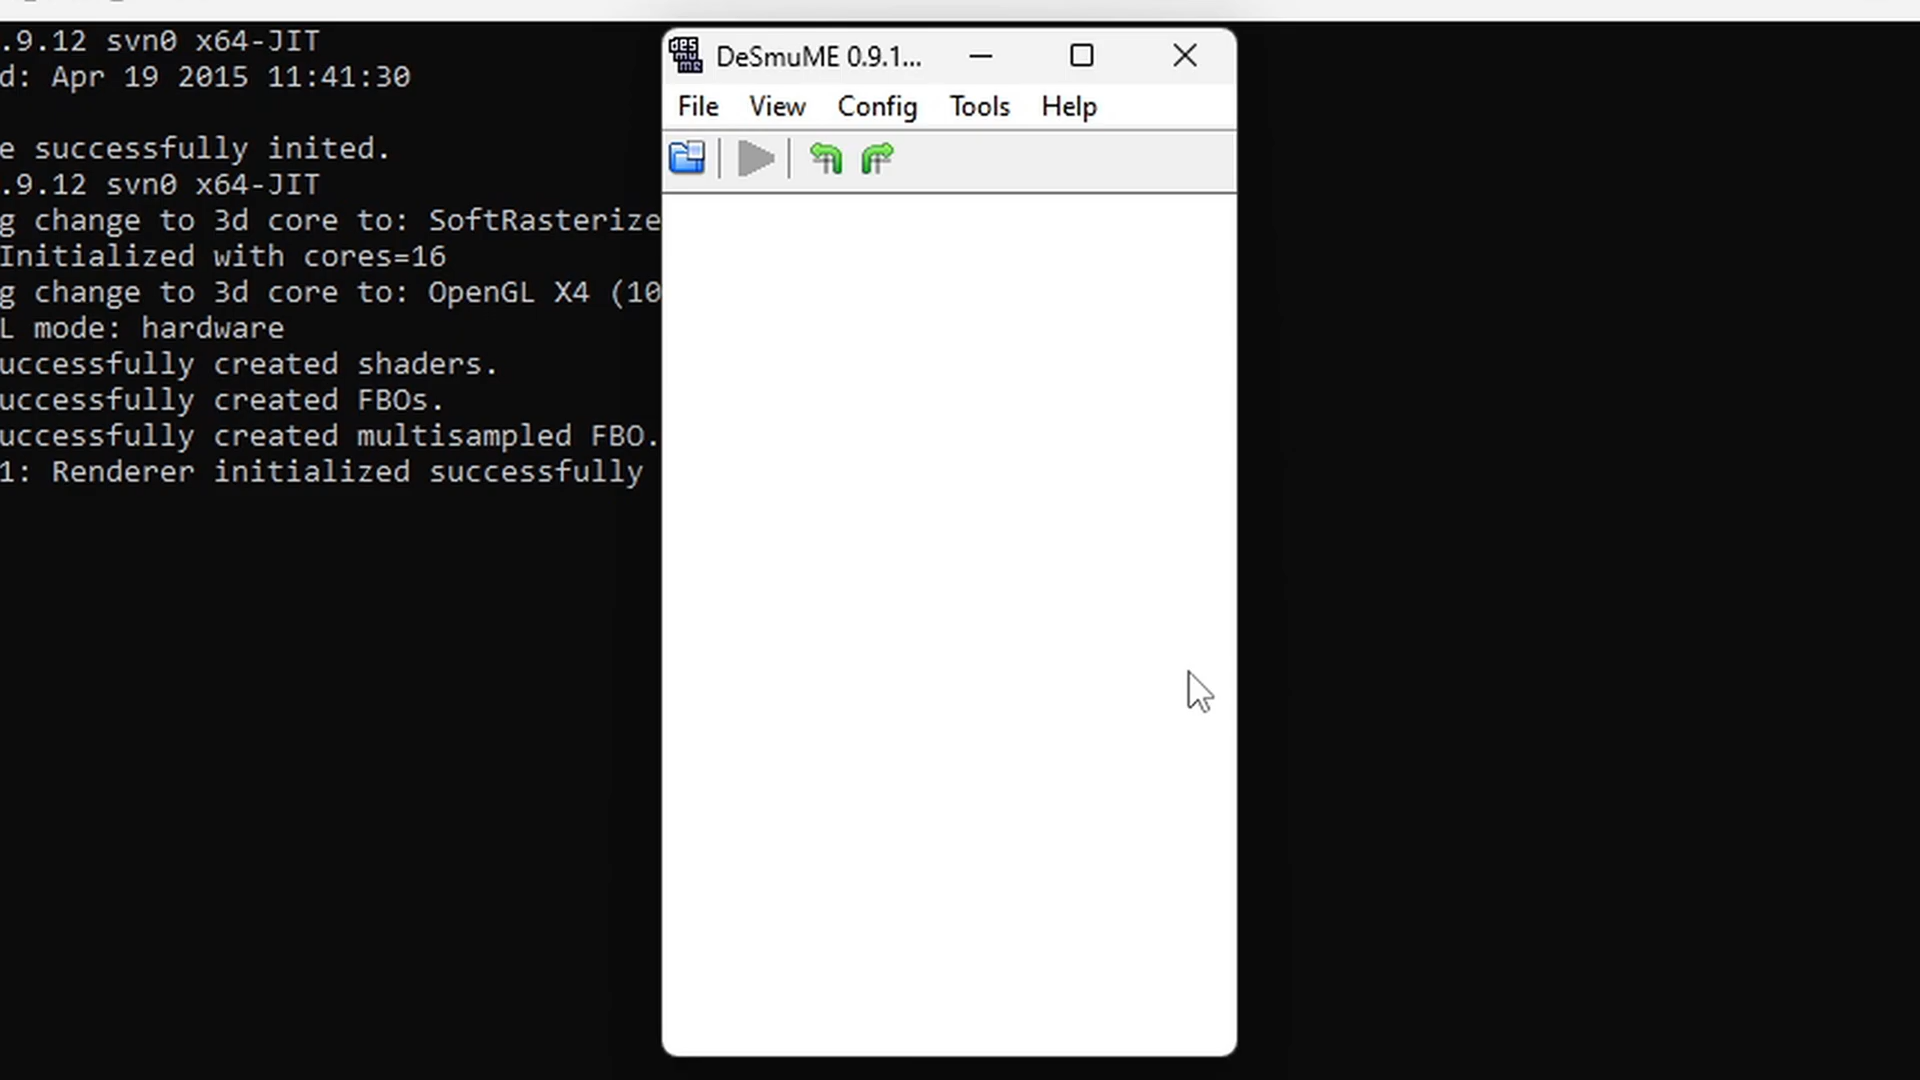 .9.12 svn0 x64-JIT
d: Apr 19 2015 11:41:30
e successfully inited.
.9.12 svn0 x64-JIT
g change to 3d core to: SoftRasterize
Initialized with cores=16
g change to 3d core to: OpenGL X4 (10
L mode: hardware
uccessfully created shaders.
uccessfully created FBOs.
uccessfully created multisampled FBO.
1: Renderer initialized successfully
des
mu
me
DeSmuME 0.9.1...
File View Config Tools Help